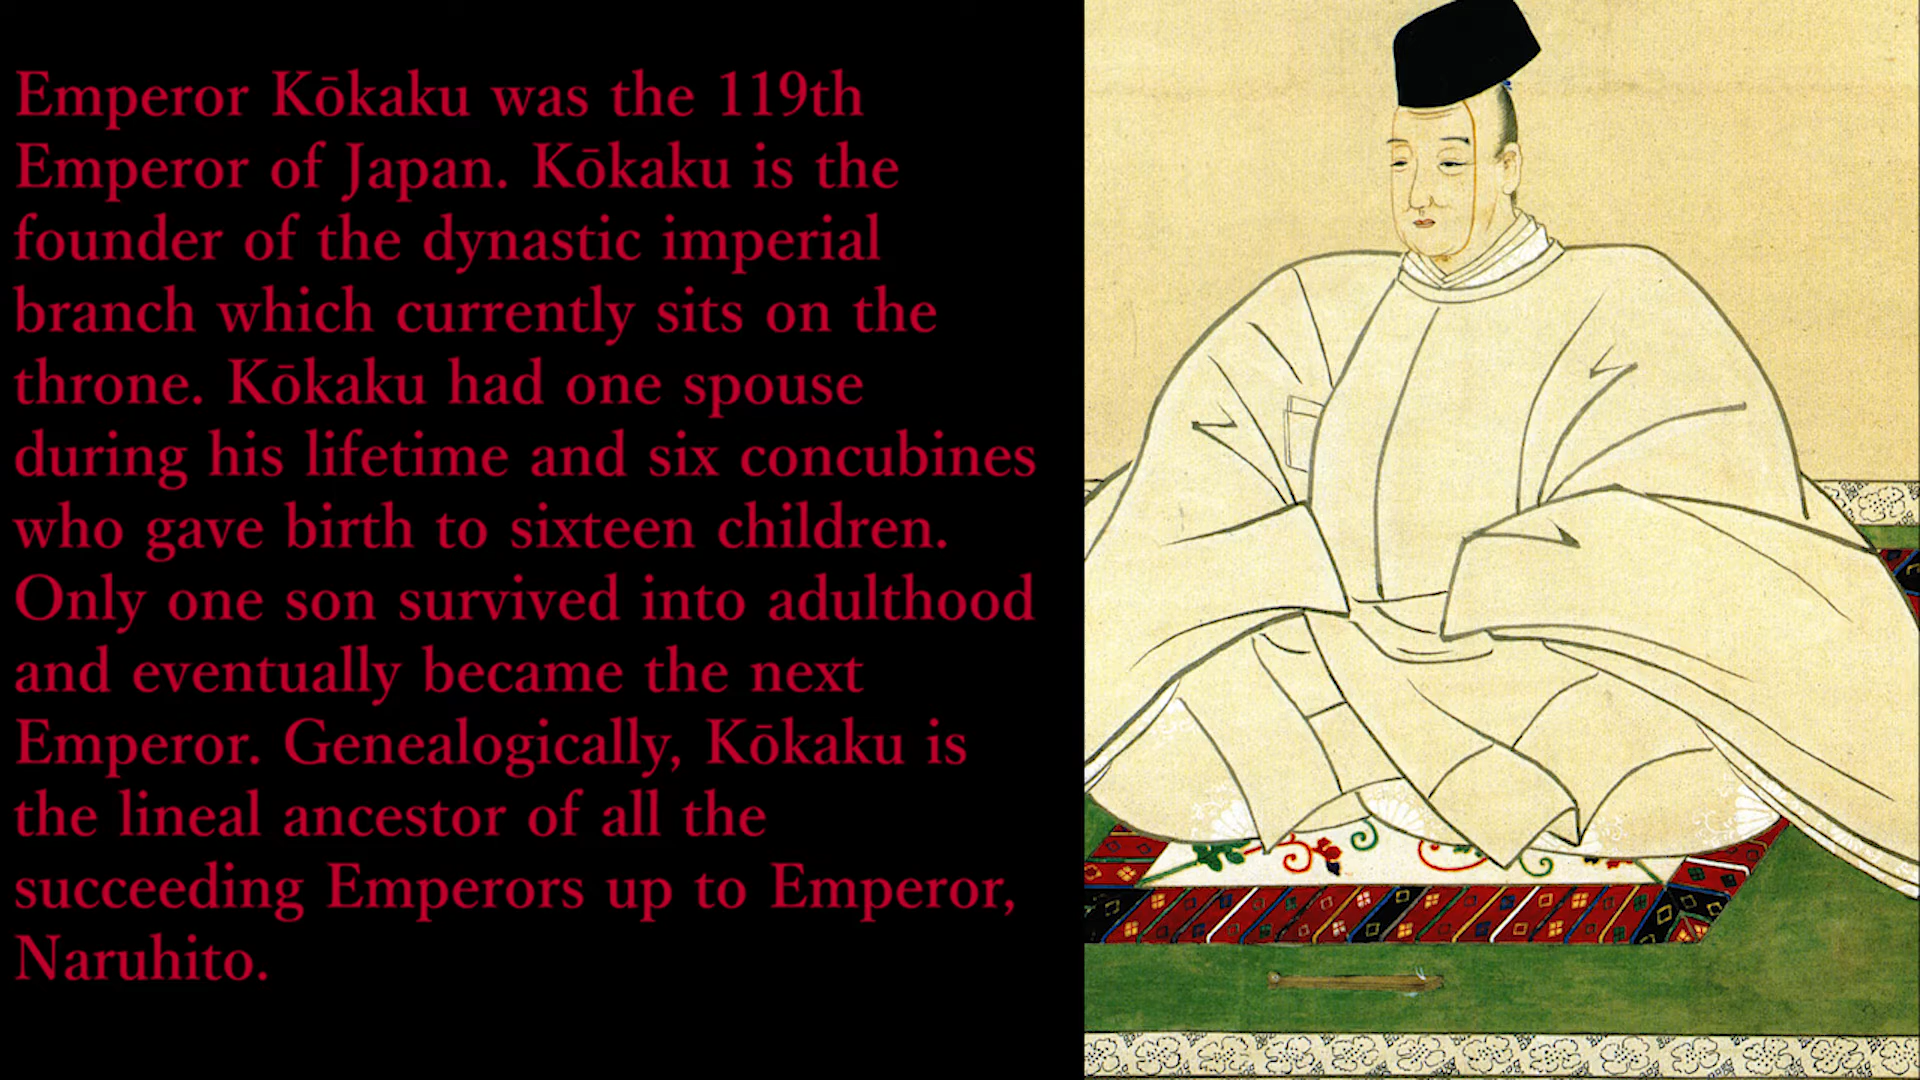 Emperor Kōkaku was the 119th
Emperor of Japan. Kōkaku is the
founder of the dynastic imperial
branch which currently sits on the
throne. Kōkaku had one spouse
during his lifetime and six concubines
who gave birth to sixteen children.
Only one son survived into adulthood
and eventually became the next
Emperor. Genealogically, Kōkaku is
the lineal ancestor of all the
succeeding Emperors up to Emperor,
Naruhito.